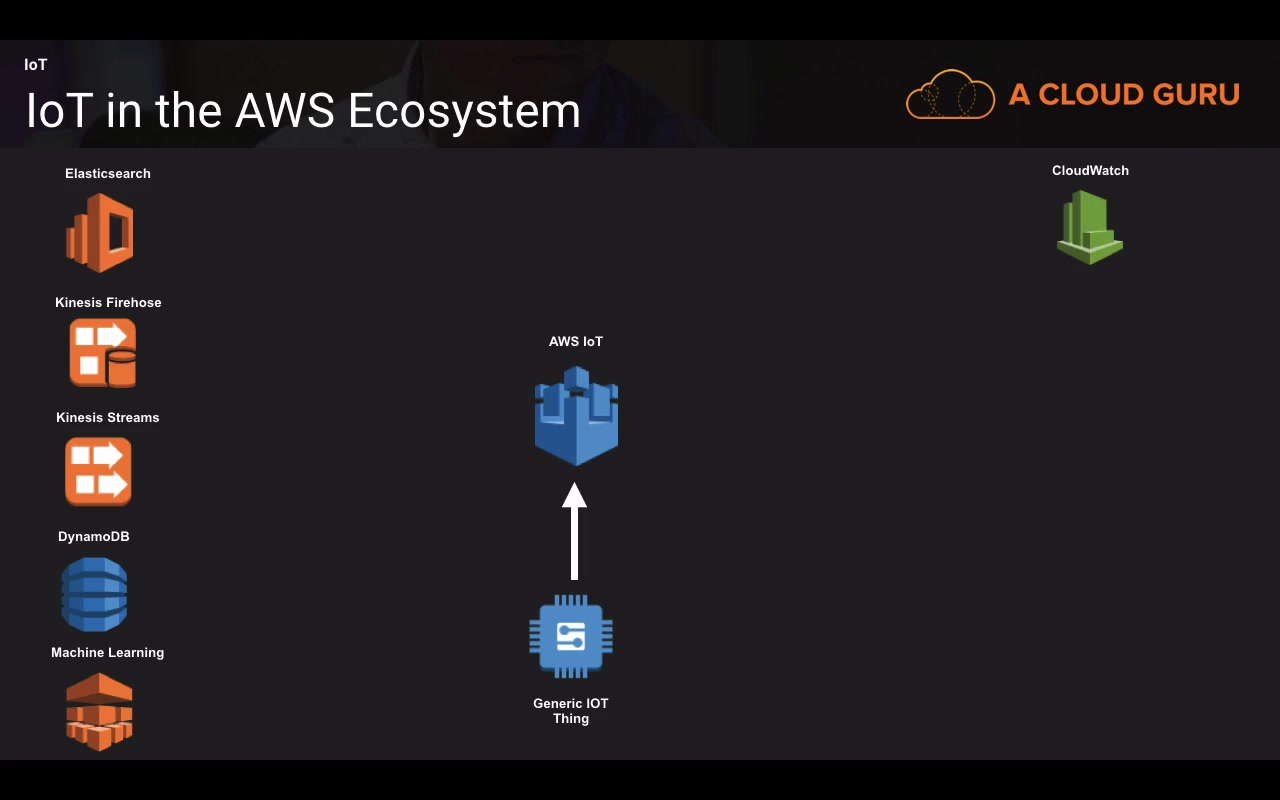 IoT
IoT in the AWS Ecosystem
A CLOUD GURU
Elasticsearch
CloudWatch
Kinesis Firehose
AWS IoT
Kinesis Streams
DynamoDB
Machine Learning
Generic IOT
Thing